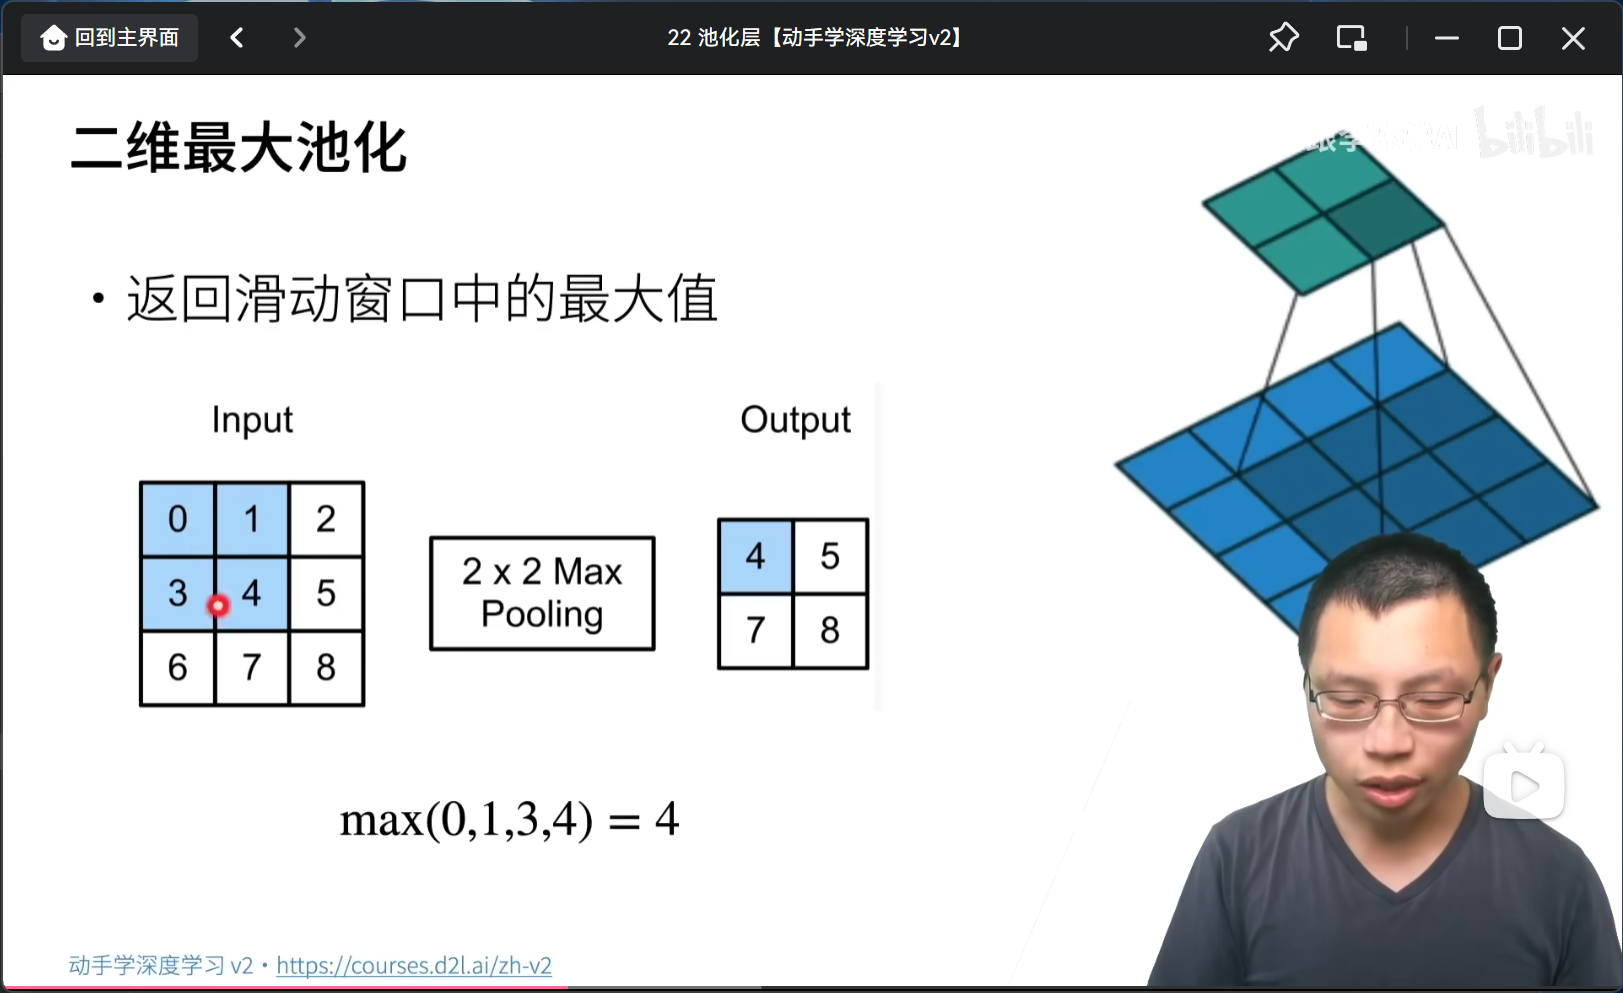 回到主界面
22 池化层【动手学深度学习v2】
bilibili
二维最大池化
• 返回滑动窗口中的最大值
Input
Output
0 1 2
3 4 5
6 7 8
2 x 2 Max
Pooling
4 5
7 8
max(0,1,3,4) = 4
动手学深度学习 v2 • https://courses.d2l.ai/zh-v2